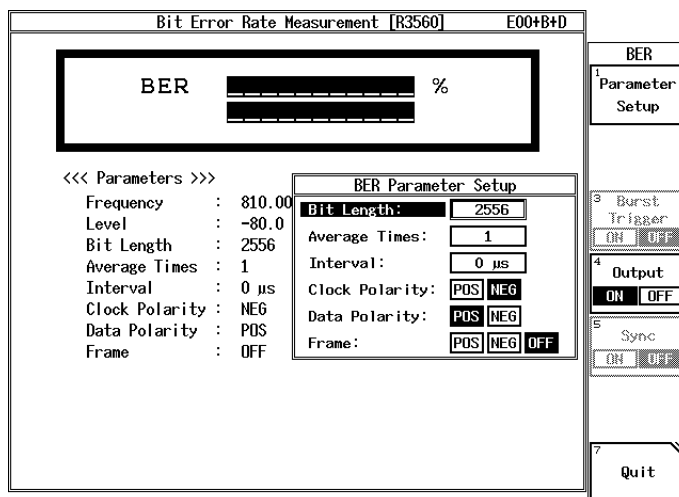 Bit Error Rate Measurement [R3560] E00+B+D
BER %
<<< Parameters >>>
Frequency : 810.00
Level : -80.0
Bit Length : 2556
Average Times : 1
Interval : 0 µs
Clock Polarity : NEG
Data Polarity : POS
Frame : OFF
BER Parameter Setup
Bit Length: 2556
Average Times: 1
Interval: 0 µs
Clock Polarity: POS NEG
Data Polarity: POS NEG
Frame: POS NEG OFF
BER
1
Parameter
Setup
3 Burst
Trigger
ON OFF
4
Output
ON OFF
5
Sync
ON OFF
7
Quit